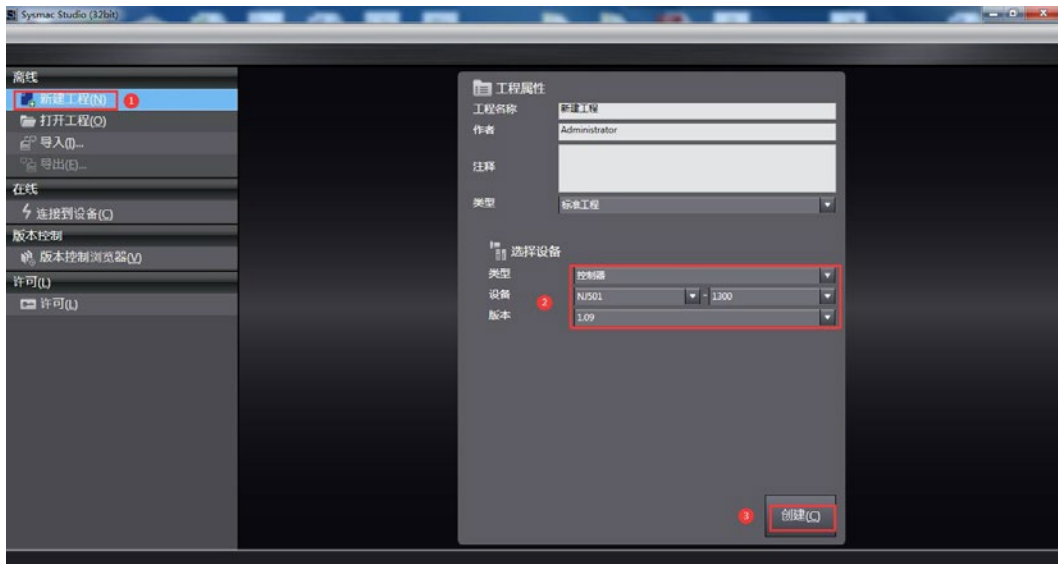 Sysmac Studio (32bit)
离线
新建工程(N) 1
打开工程(O)
导入(I)...
导出(E)...
在线
连接到设备(C)
版本控制
版本控制浏览器(V)
许可(L)
许可(L)
工程属性
工程名称 新建工程
作者 Administrator
注释
类型 标准工程
选择设备
类型 控制器
设备 2 NJ501 - 1300
版本 1.09
3 创建(C)